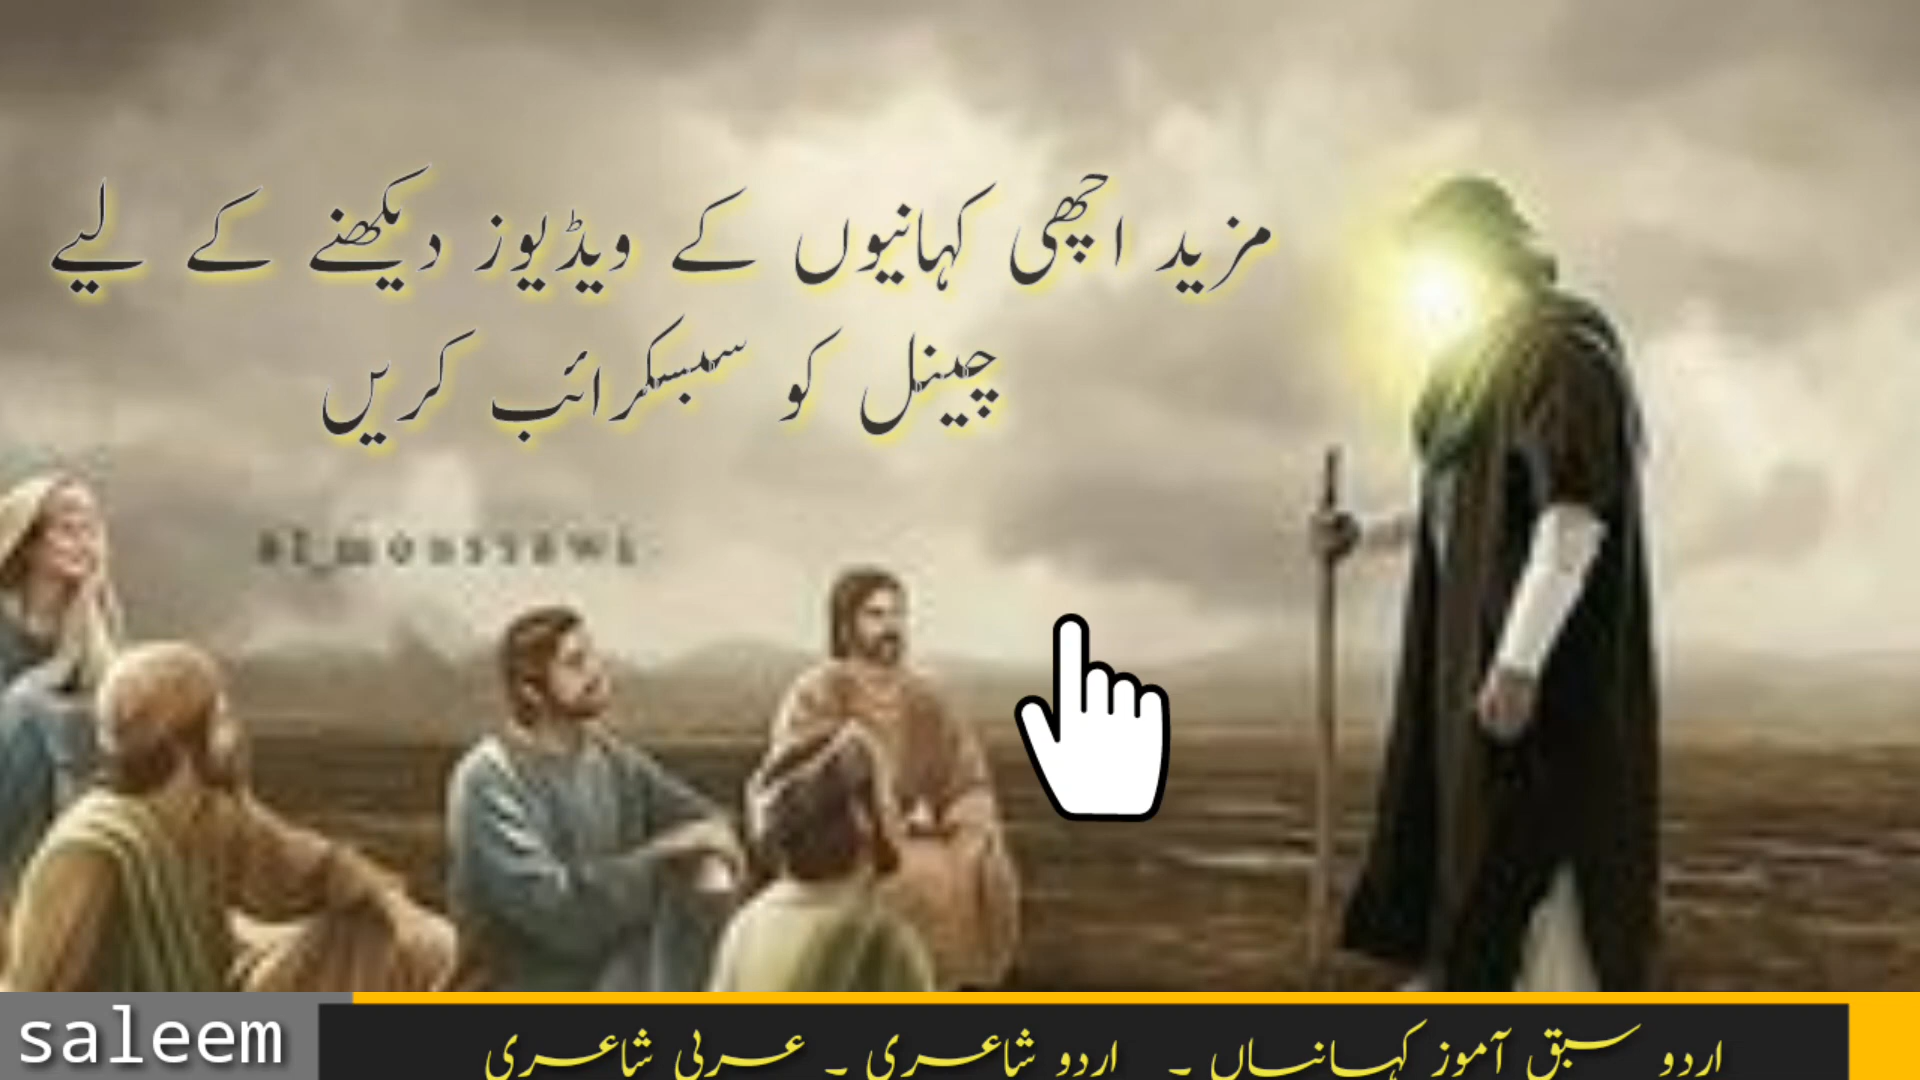 مزید اچھی کہانیوں کے ویڈیوز دیکھنے کے لیے
چینل کو سبسکرائب کریں
saleem
اردو سبق آموز کہانیاں ۔ اردو شاعری ۔ عربی شاعری